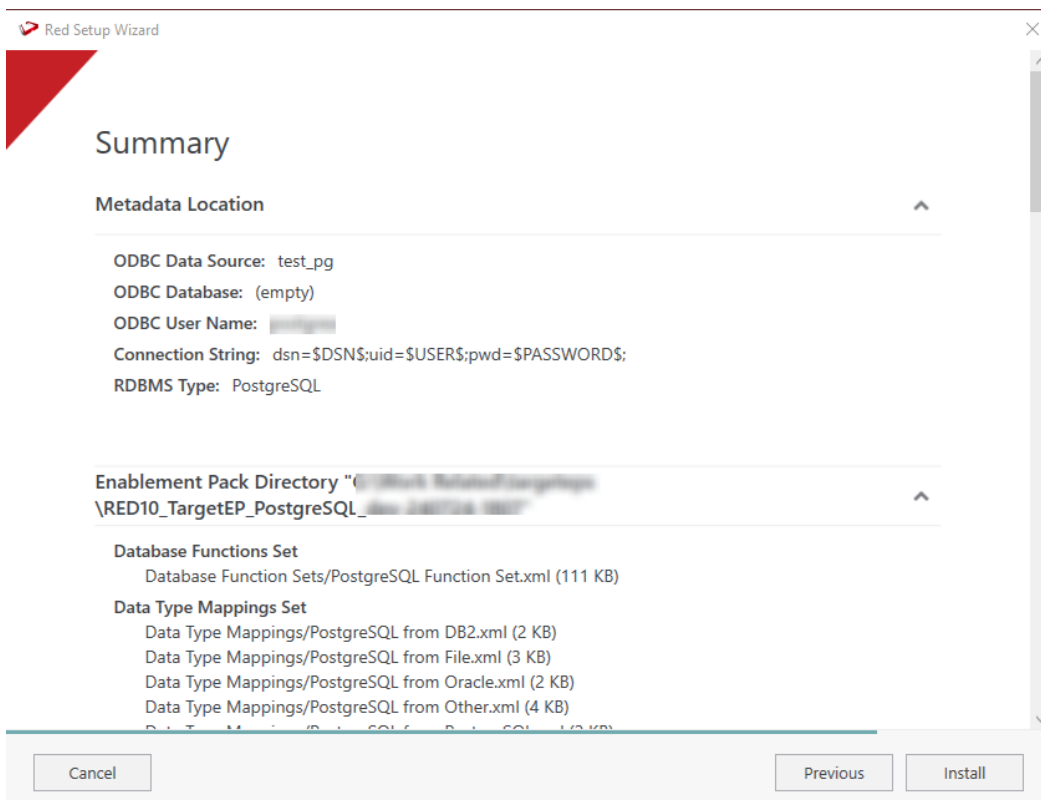 Red Setup Wizard
Summary
Metadata Location
ODBC Data Source: test_pg
ODBC Database: (empty)
ODBC User Name:
Connection String: dsn=$DSN$;uid=$USER$;pwd=$PASSWORD$;
RDBMS Type: PostgreSQL
Enablement Pack Directory "
\RED10_TargetEP_PostgreSQL_
Database Functions Set
Database Function Sets/PostgreSQL Function Set.xml (111 KB)
Data Type Mappings Set
Data Type Mappings/PostgreSQL from DB2.xml (2 KB)
Data Type Mappings/PostgreSQL from File.xml (3 KB)
Data Type Mappings/PostgreSQL from Oracle.xml (2 KB)
Data Type Mappings/PostgreSQL from Other.xml (4 KB)
Cancel
Previous
Install